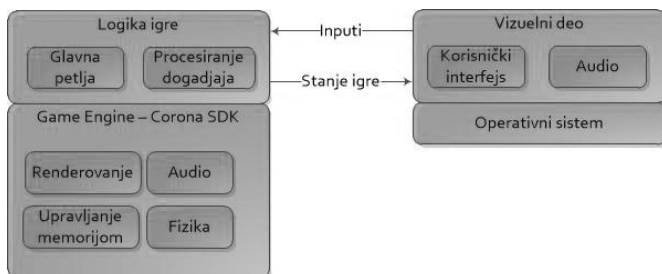 Logika igre
Glavna
petlja
Procesiranje
dogadjaja
Inputi
Stanje igre
Vizuelni deo
Korisnički
interfejs
Audio
Operativni sistem
Game Engine – Corona SDK
Renderovanje
Audio
Upravljanje
memorijom
Fizika